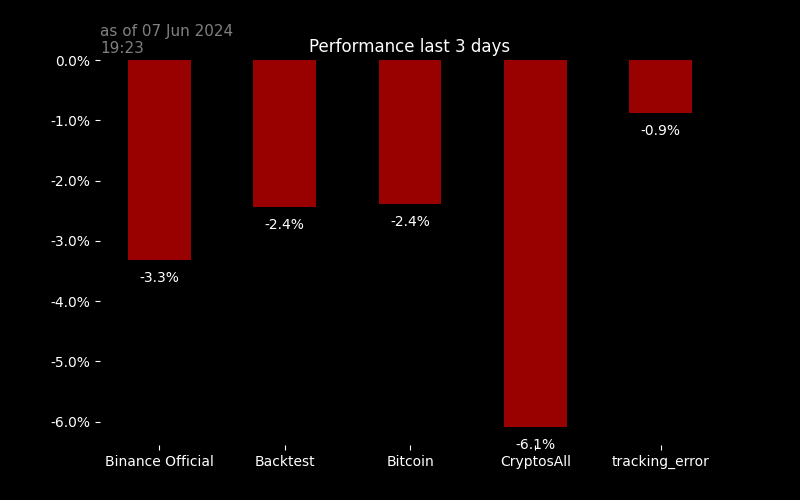 as of 07 Jun 2024
19:23
Performance last 3 days
0.0%
-1.0%
-2.0%
-3.0%
-4.0%
-5.0%
-6.0%
-3.3%
-2.4%
-2.4%
-6.1%
-0.9%
Binance Official
Backtest
Bitcoin
CryptosAll
tracking_error